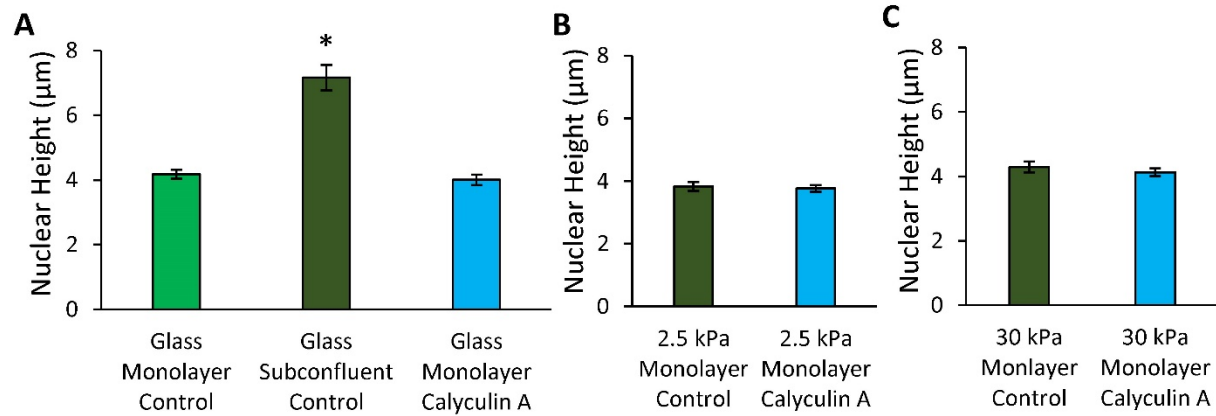 A
Nuclear Height (µm)
8
6
4
2
0
*
Glass
Monolayer
Control
Glass
Subconfluent
Control
Glass
Monolayer
Calyculin A
B
Nuclear Height (µm)
8
6
4
2
0
2.5 kPa
Monolayer
Control
2.5 kPa
Monolayer
Calyculin A
C
Nuclear Height (µm)
8
6
4
2
0
30 kPa
Monlayer
Control
30 kPa
Monolayer
Calyculin A